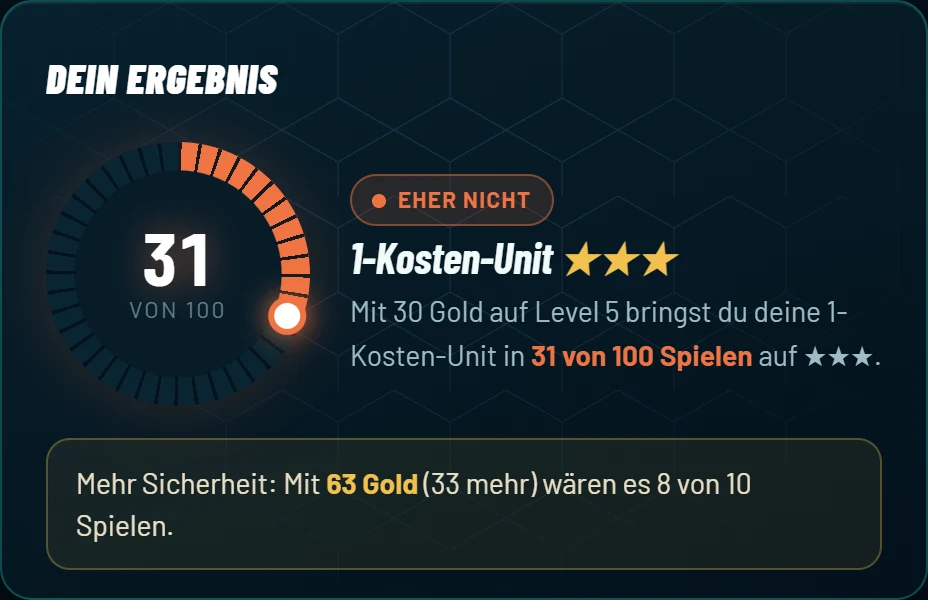 DEIN ERGEBNIS
31
VON 100
EHER NICHT
1-Kosten-Unit ★★★
Mit 30 Gold auf Level 5 bringst du deine 1-
Kosten-Unit in 31 von 100 Spielen auf ★★★.
Mehr Sicherheit: Mit 63 Gold (33 mehr) wären es 8 von 10
Spielen.